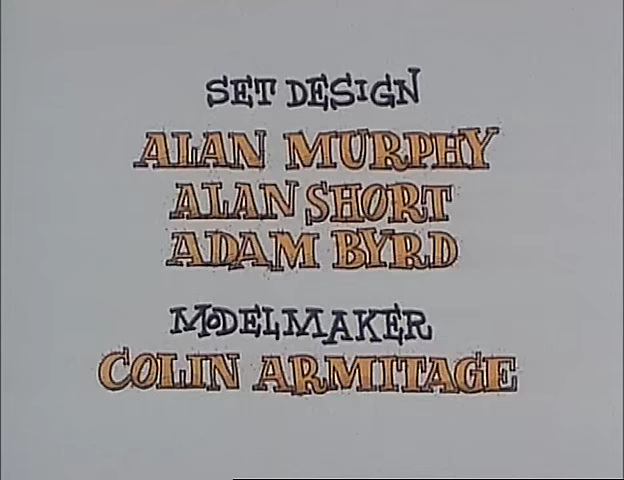 SET DESIGN
ALAN MURPHY
ALAN SHORT
ADAM BYRD
MODELMAKER
COLIN ARMITAGE